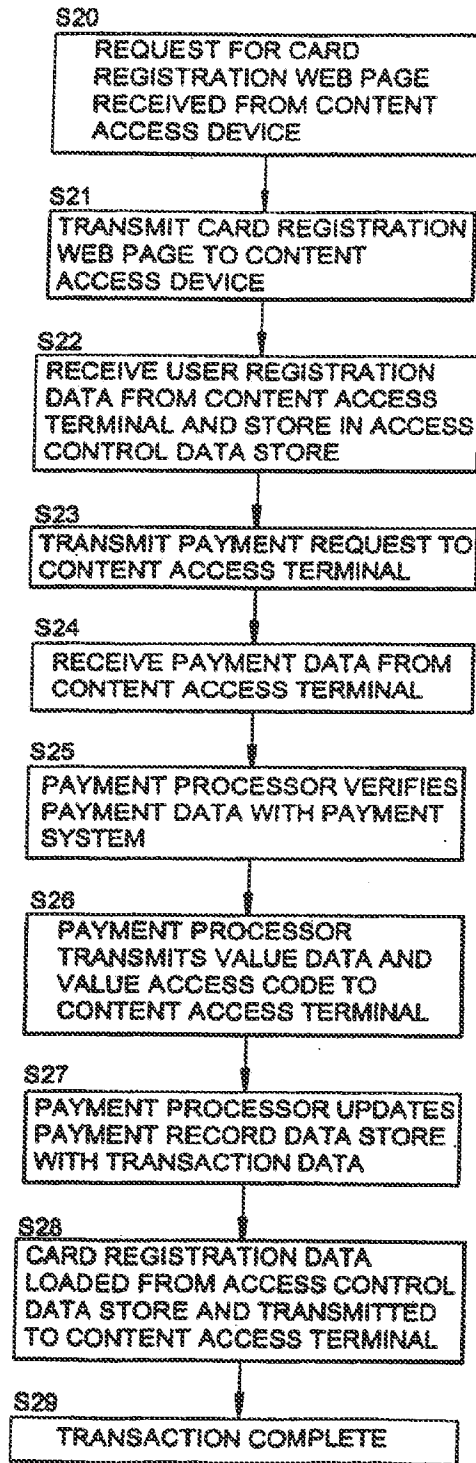 S20
REQUEST FOR CARD
REGISTRATION WEB PAGE
RECEIVED FROM CONTENT
ACCESS DEVICE
S21
TRANSMIT CARD REGISTRATION
WEB PAGE TO CONTENT
ACCESS DEVICE
S22
RECEIVE USER REGISTRATION
DATA FROM CONTENT ACCESS
TERMINAL AND STORE IN ACCESS
CONTROL DATA STORE
S23
TRANSMIT PAYMENT REQUEST TO
CONTENT ACCESS TERMINAL
S24
RECEIVE PAYMENT DATA FROM
CONTENT ACCESS TERMINAL
S25
PAYMENT PROCESSOR VERIFIES
PAYMENT DATA WITH PAYMENT
SYSTEM
S26
PAYMENT PROCESSOR
TRANSMITS VALUE DATA AND
VALUE ACCESS CODE TO
CONTENT ACCESS TERMINAL
S27
PAYMENT PROCESSOR UPDATES
PAYMENT RECORD DATA STORE
WITH TRANSACTION DATA
S28
CARD REGISTRATION DATA
LOADED FROM ACCESS CONTROL
DATA STORE AND TRANSMITTED
TO CONTENT ACCESS TERMINAL
S29
TRANSACTION COMPLETE